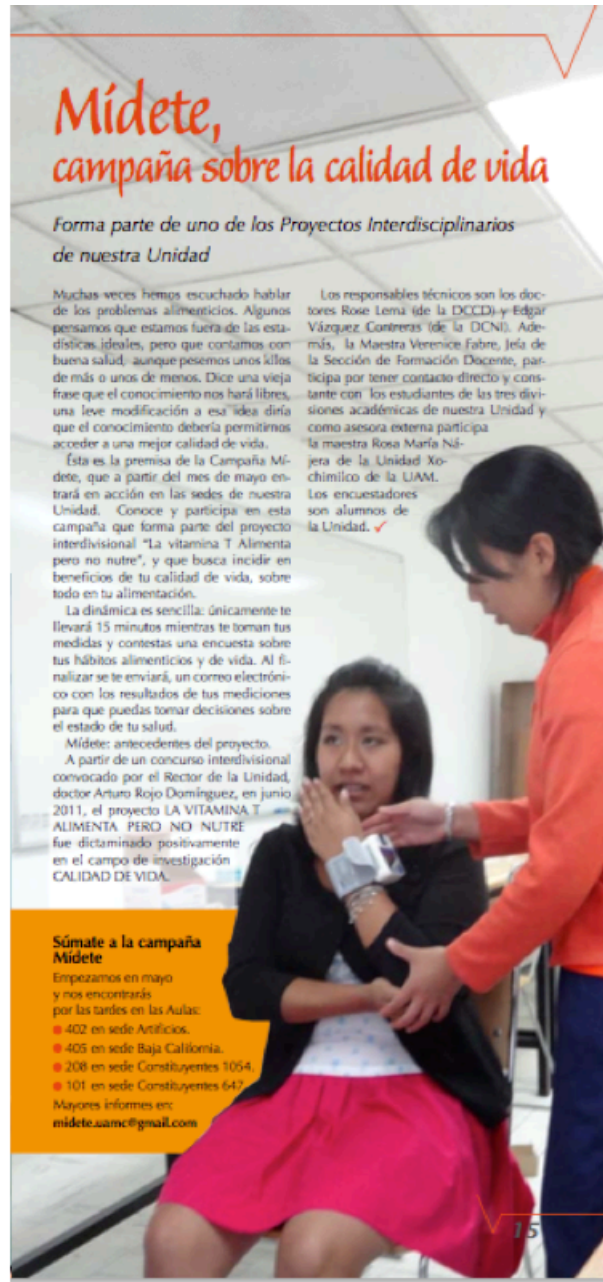 Mídete,
campaña sobre la calidad de vida
Forma parte de uno de los Proyectos Interdisciplinarios
de nuestra Unidad
Muchas veces hemos escuchado hablar
de los problemas alimenticios. Algunos
pensamos que estamos fuera de las esta-
dísticas ideales, pero que contamos con
buena salud, aunque pesemos unos kilos
de más o unos de menos. Dice una vieja
frase que el conocimiento nos hará libres,
una leve modificación a esa idea diría
que el conocimiento debería permitirnos
acceder a una mejor calidad de vida.
Ésta es la premisa de la Campaña Mí-
dete, que a partir del mes de mayo en-
trará en acción en las sedes de nuestra
Unidad. Conoce y participa en esta
campaña que forma parte del proyecto
interdivisional "La vitamina T Alimenta
pero no nutre", y que busca incidir en
beneficios de tu calidad de vida, sobre
todo en tu alimentación.
La dinámica es sencilla: únicamente te
llevará 15 minutos mientras te toman tus
medidas y contestas una encuesta sobre
tus hábitos alimenticios y de vida. Al fi-
nalizar se te enviará, un correo electróni-
co con los resultados de tus mediciones
para que puedas tomar decisiones sobre
el estado de tu salud.
Mídete: antecedentes del proyecto.
A partir de un concurso interdivisional
convocado por el Rector de la Unidad,
doctor Arturo Rojo Domínguez, en junio
2011, el proyecto LA VITAMINA T
ALIMENTA PERO NO NUTRE
fue dictaminado positivamente
en el campo de investigación
CALIDAD DE VIDA.
Los responsables técnicos son los doc-
tores Rose Lema (de la DCCD) y Edgar
Vázquez Contreras (de la DCNI). Ade-
más, la Maestra Verenice Fabre, Jefa de
la Sección de Formación Docente, par-
ticipa por tener contacto directo y cons-
tante con los estudiantes de las tres divi-
siones académicas de nuestra Unidad y
como asesora externa participa
la maestra Rosa María Ná-
jera de la Unidad Xo-
chimilco de la UAM.
Los encuestadores
son alumnos de
la Unidad.
Súmate a la campaña
Mídete
Empezamos en mayo
y nos encontrarás
por las tardes en las Aulas:
402 en sede Artificios.
405 en sede Baja California.
208 en sede Constituyentes 1054.
101 en sede Constituyentes 647
Mayores informes en:
midete.uamc@gmail.com
15